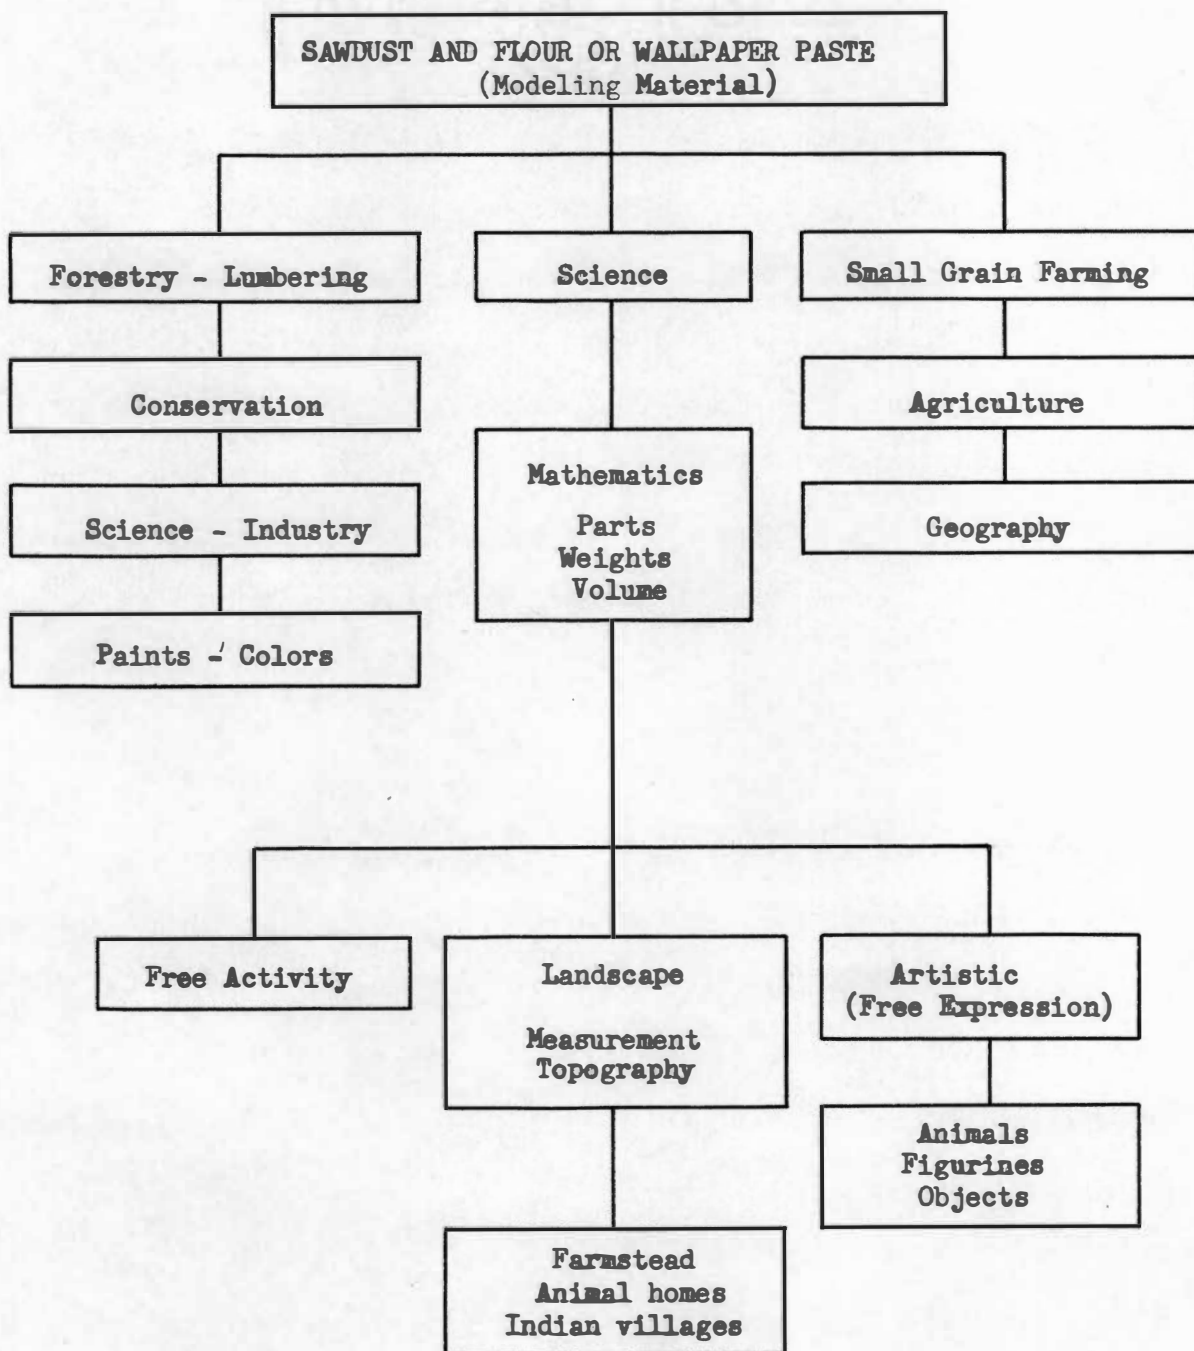 SAWDUST AND FLOUR OR WALLPAPER PASTE
(Modeling Material)
Forestry - Lumbering
Science
Small Grain Farming
Conservation
Agriculture
Mathematics
Parts
Weights
Volume
Science - Industry
Geography
Paints - Colors
Free Activity
Landscape
Measurement
Topography
Artistic
(Free Expression)
Animals
Figurines
Objects
Farmstead
Animal homes
Indian villages